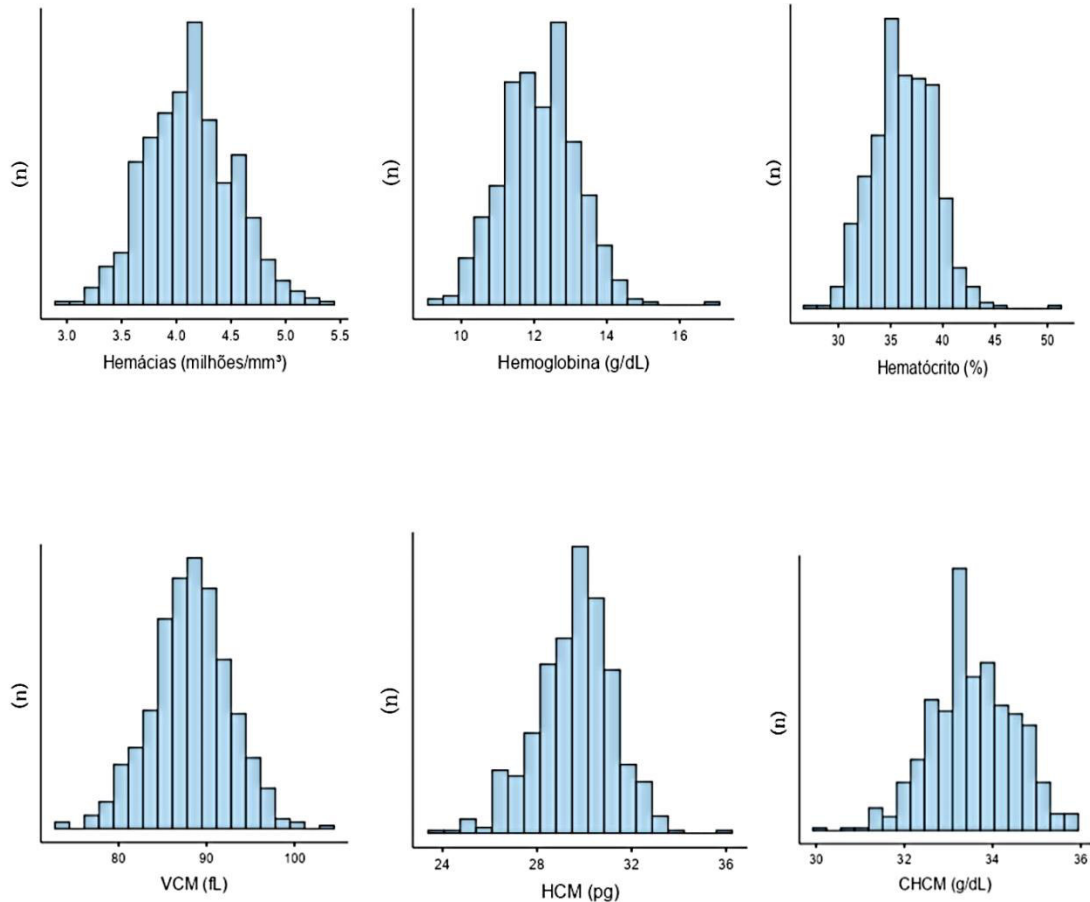 (n)
3.0 3.5 4.0 4.5 5.0 5.5
Hemácias (milhões/mm³)
(n)
10 12 14 16
Hemoglobina (g/dL)
(n)
30 35 40 45 50
Hematócrito (%)
(n)
80 90 100
VCM (fL)
(n)
24 28 32 36
HCM (pg)
(n)
30 32 34 36
CHCM (g/dL)